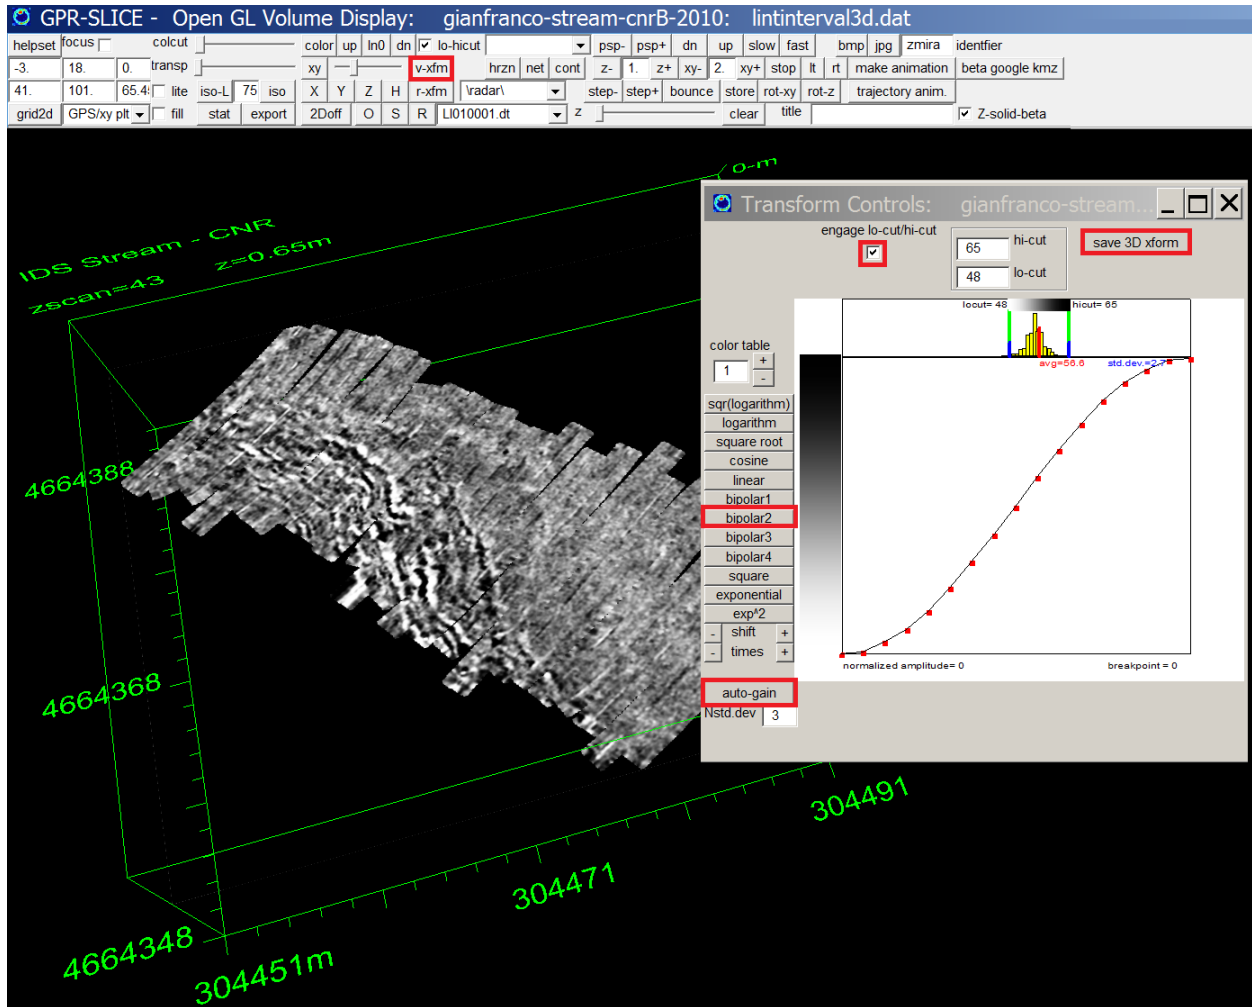 GPR-SLICE - Open GL Volume Display: gianfranco-stream-cnrB-2010: lintinterval3d.dat
helpset focus colcut color up ln0 dn lo-hicut psp- psp+ dn up slow fast bmp jpg zmira identfier
-3. 18. 0. transp xy v-xfm hrzn net cont z- 1. z+ xy- 2. xy+ stop lt rt make animation beta google kmz
41. 101. 65.4 lite iso-L 75 iso X Y Z H r-xfm \radar\ step- step+ bounce store rot-xy rot-z trajectory anim.
grid2d GPS/xy plt fill stat export 2Doff O S R LI010001.dt z clear title Z-solid-beta
0-m
IDS Stream - CNR
zscan=43 z=0.65m
4664388
4664368
4664348
304451m
304471
304491
Transform Controls: gianfranco-stream...
engage lo-cut/hi-cut
65 hi-cut
48 lo-cut
save 3D xform
locut= 48 hicut= 65
avg=56.6 std.dev.=2.7
color table
1 + -
sqr(logarithm)
logarithm
square root
cosine
linear
bipolar1
bipolar2
bipolar3
bipolar4
square
exponential
exp^2
- shift +
- times +
normalized amplitude= 0 breakpoint = 0
auto-gain
Nstd.dev 3